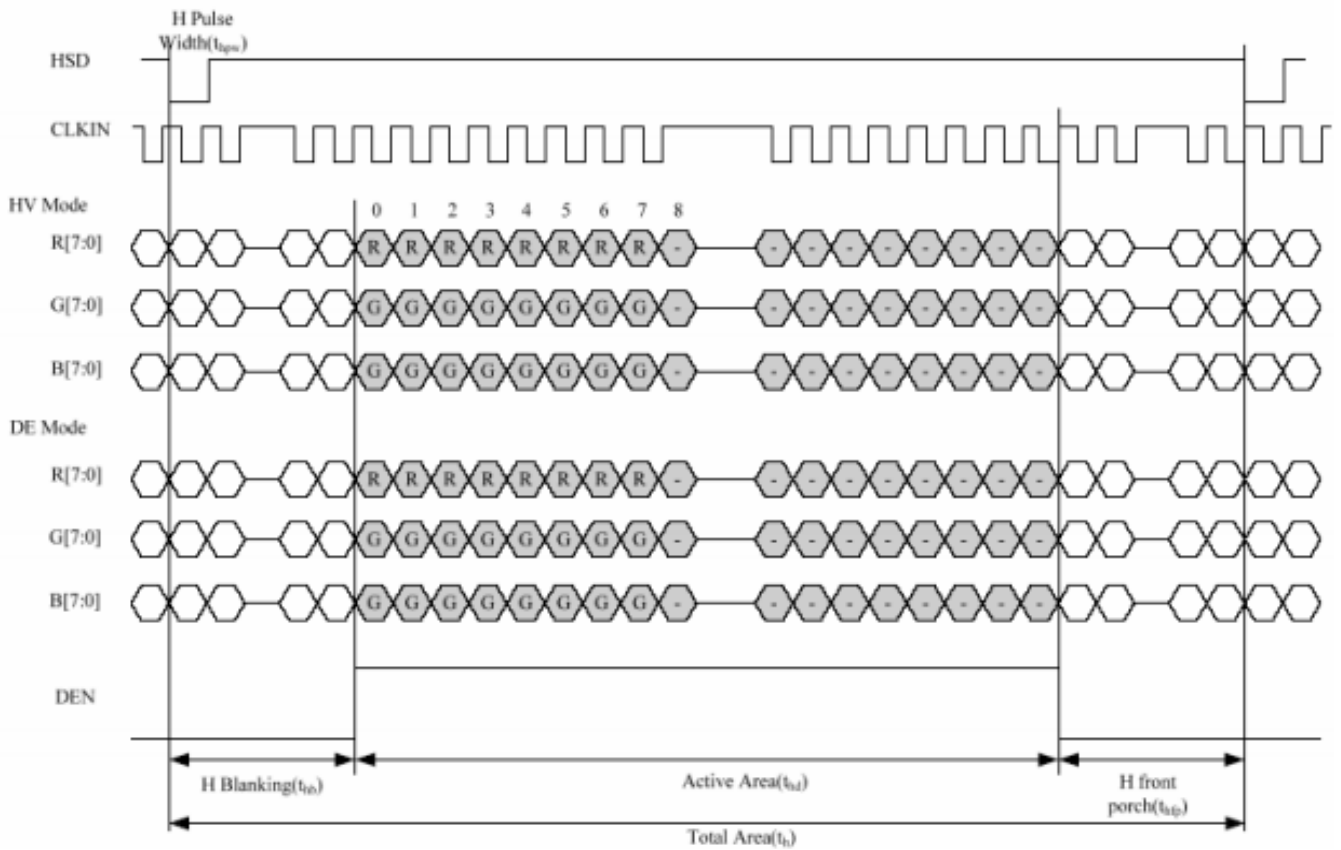 H Pulse
Width(thpw)
HSD
CLKIN
HV Mode
0 1 2 3 4 5 6 7 8
R[7:0] R R R R R R R R - - - - - - - - -
G[7:0] G G G G G G G G - - - - - - - - -
B[7:0] G G G G G G G G - - - - - - - - -
DE Mode
R[7:0] R R R R R R R R - - - - - - - - -
G[7:0] G G G G G G G G - - - - - - - - -
B[7:0] G G G G G G G G - - - - - - - - -
DEN
H Blanking(thb)
Active Area(thd)
H front
porch(thfp)
Total Area(th)